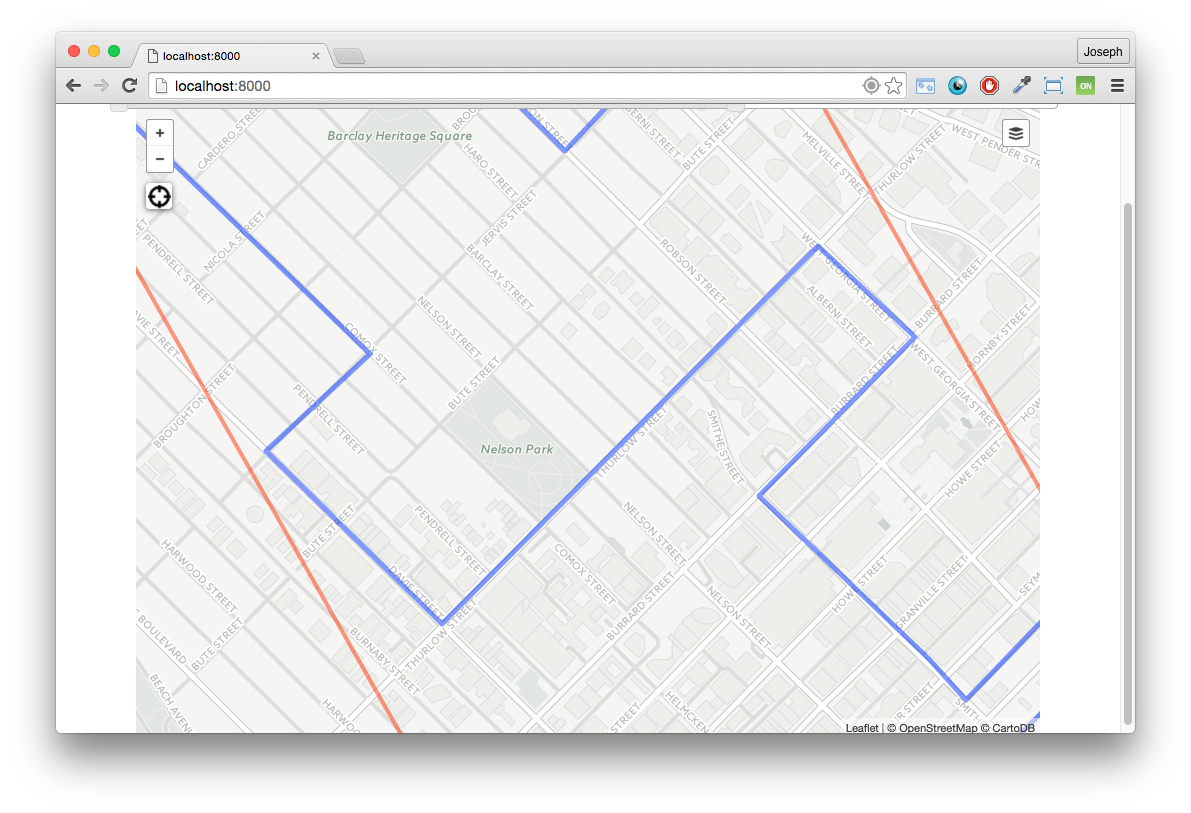 localhost:8000
Joseph
localhost:8000
ON
+
−
Barclay Heritage Square
CARDERO STREET
HARO STREET
BUTE STREET
MELVILLE STREET
THURLOW STREET
WEST PENDER STR
NICOLA STREET
PENDRELL STREET
JERVIS STREET
BARCLAY STREET
ROBSON STREET
WEST GEORGIA STREET
ALBERNI STREET
BURRARD STREET
HORNBY STREET
NELSON STREET
COMOX STREET
BUTE STREET
BROUGHTON STREET
PENDRELL STREET
Nelson Park
THURLOW STREET
SMITHE STREET
BURRARD STREET
WEST GEORGIA STREET
HOWE STREET
BUTE STREET
PENDRELL STREET
NELSON STREET
COMOX STREET
HARWOOD STREET
DAVIE STREET
BURNABY STREET
THURLOW STREET
BURRARD STREET
NELSON STREET
HOWE STREET
GRANVILLE STREET
SEYM
BOULEVARD
BUTE STREET
BEACH AVEN
HARWOO
HELMCKEN
STREET
SMIT
Leaflet | © OpenStreetMap © CartoDB